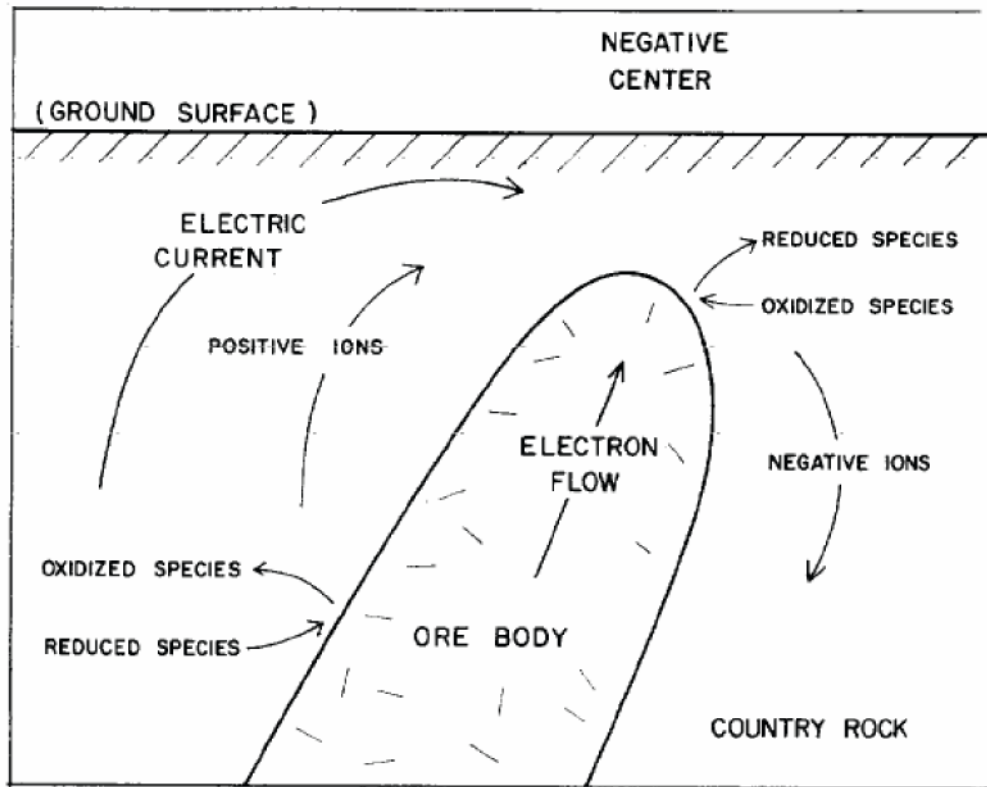 NEGATIVE
CENTER
(GROUND SURFACE)
ELECTRIC
CURRENT
REDUCED SPECIES
OXIDIZED SPECIES
POSITIVE IONS
ELECTRON
FLOW
NEGATIVE IONS
OXIDIZED SPECIES
REDUCED SPECIES
ORE BODY
COUNTRY ROCK